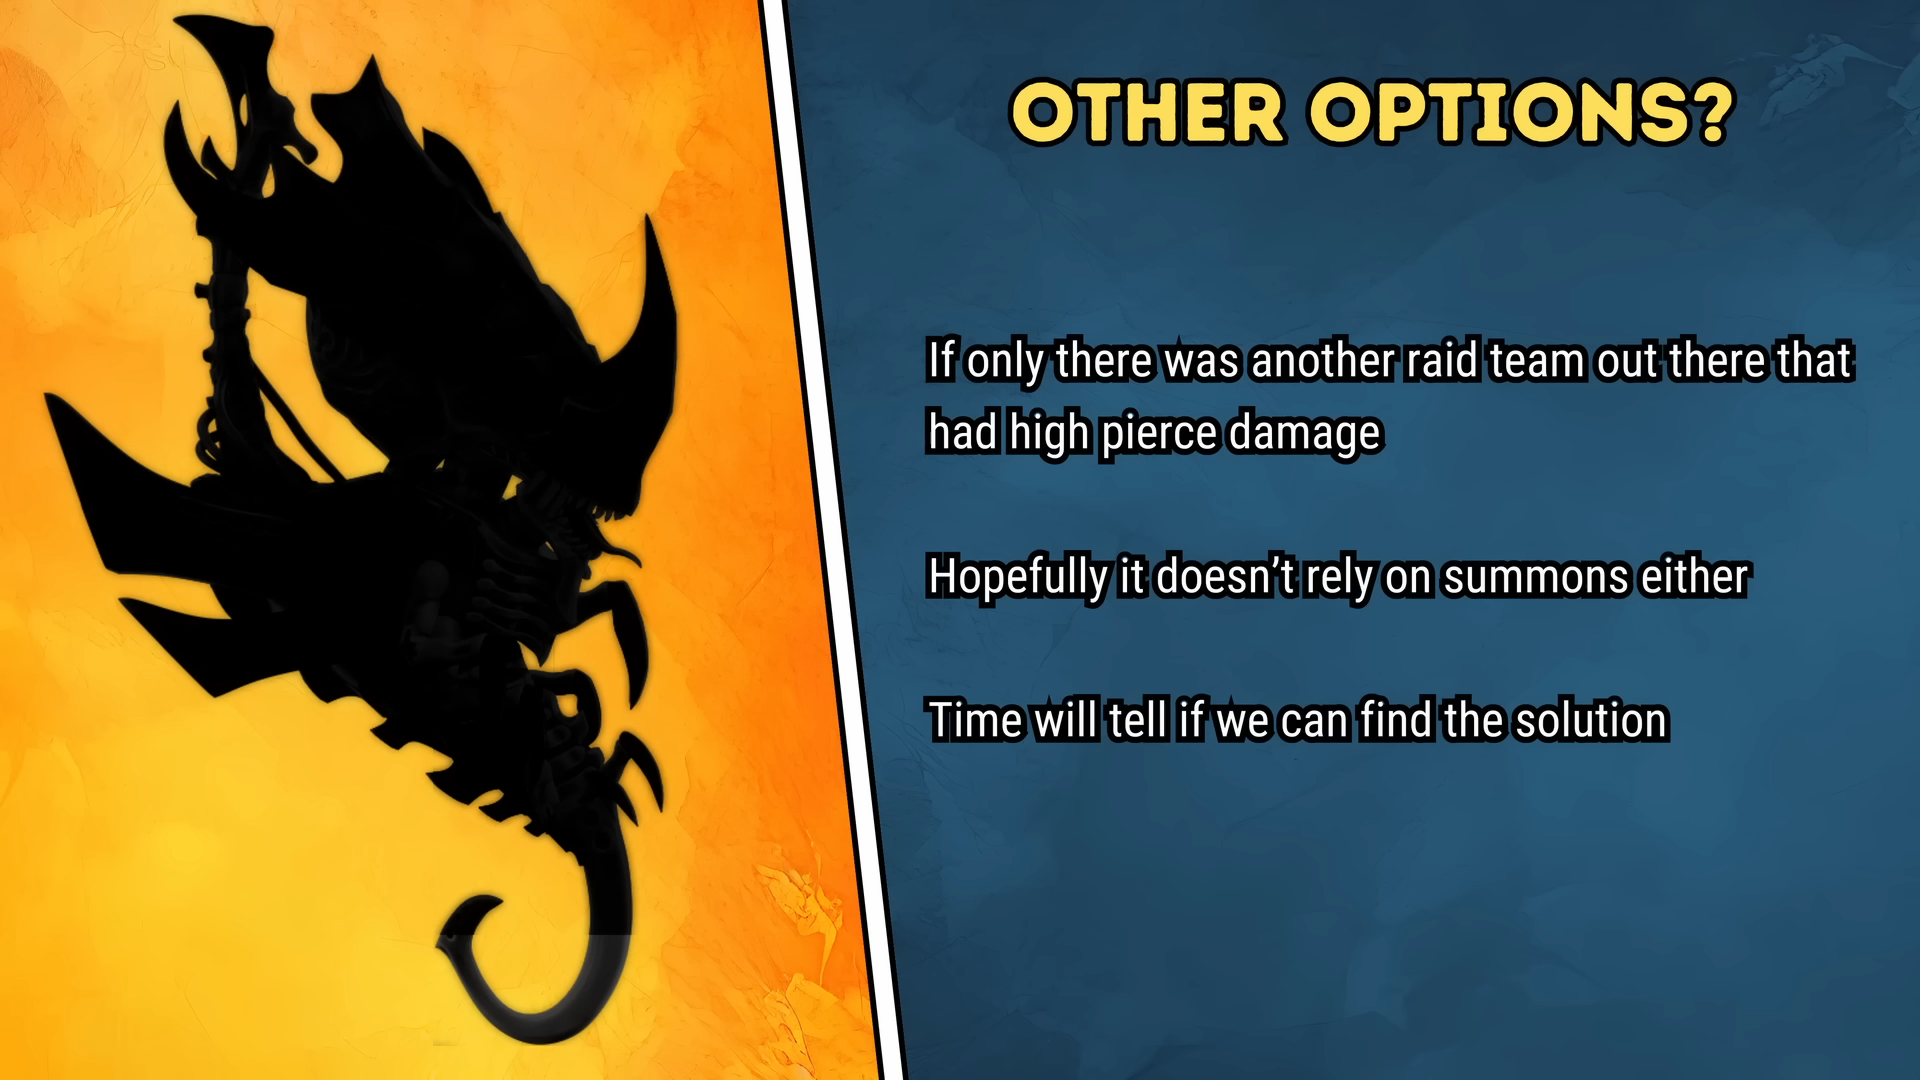 OTHER OPTIONS?
If only there was another raid team out there that
had high pierce damage
Hopefully it doesn’t rely on summons either
Time will tell if we can find the solution